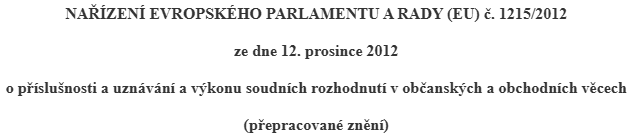 NAŘÍZENÍ EVROPSKÉHO PARLAMENTU A RADY (EU) č. 1215/2012
ze dne 12. prosince 2012
o příslušnosti a uznávání a výkonu soudních rozhodnutí v občanských a obchodních věcech
(přepracované znění)